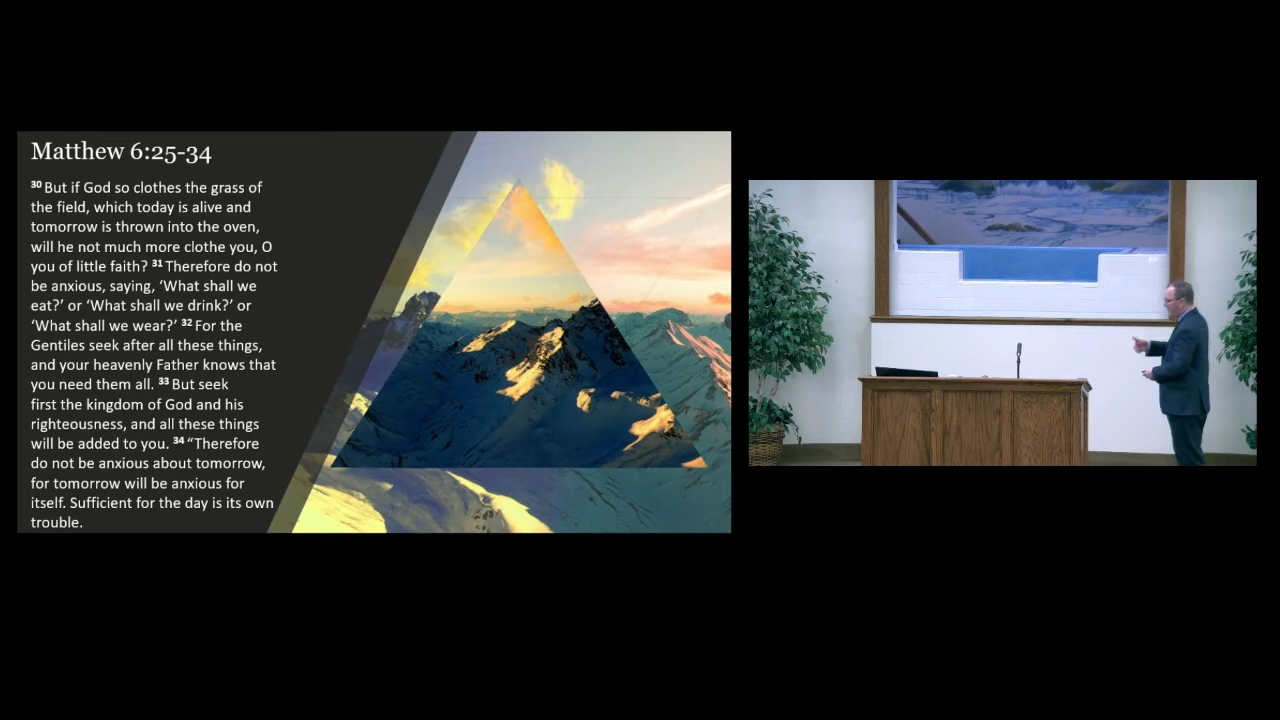 Matthew 6:25-34
30 But if God so clothes the grass of
the field, which today is alive and
tomorrow is thrown into the oven,
will he not much more clothe you, O
you of little faith? 31 Therefore do not
be anxious, saying, ‘What shall we
eat?’ or ‘What shall we drink?’ or
‘What shall we wear?’ 32 For the
Gentiles seek after all these things,
and your heavenly Father knows that
you need them all. 33 But seek
first the kingdom of God and his
righteousness, and all these things
will be added to you. 34 “Therefore
do not be anxious about tomorrow,
for tomorrow will be anxious for
itself. Sufficient for the day is its own
trouble.